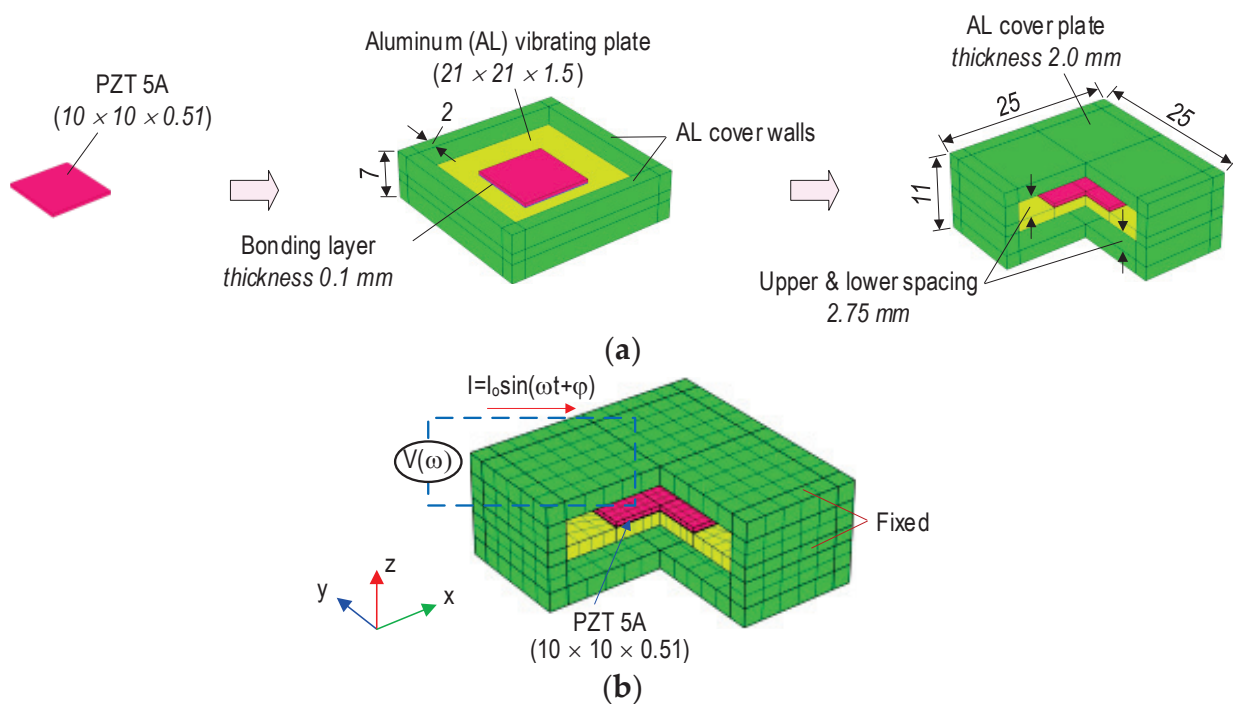 PZT 5A
(10 × 10 × 0.51)
Aluminum (AL) vibrating plate
(21 × 21 × 1.5)
2
7
AL cover walls
Bonding layer
thickness 0.1 mm
AL cover plate
thickness 2.0 mm
25
25
11
Upper & lower spacing
2.75 mm
(a)
I=Iosin(ωt+φ)
V(ω)
Fixed
z
y
x
PZT 5A
(10 × 10 × 0.51)
(b)